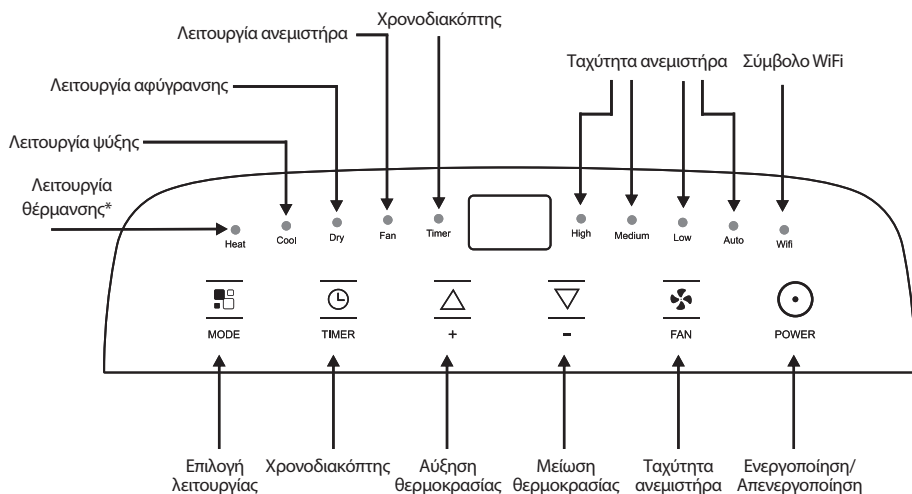 Χρονοδιακόπτης
Λειτουργία ανεμιστήρα
Ταχύτητα ανεμιστήρα
Σύμβολο WiFi
Λειτουργία αφύγρανσης
Λειτουργία ψύξης
Λειτουργία
θέρμανσης*
Heat
Cool
Dry
Fan
Timer
High
Medium
Low
Auto
Wifi
MODE
TIMER
+
–
FAN
POWER
Επιλογή
λειτουργίας
Χρονοδιακόπτης
Αύξηση
θερμοκρασίας
Μείωση
θερμοκρασίας
Ταχύτητα
ανεμιστήρα
Ενεργοποίηση/
Απενεργοποίηση